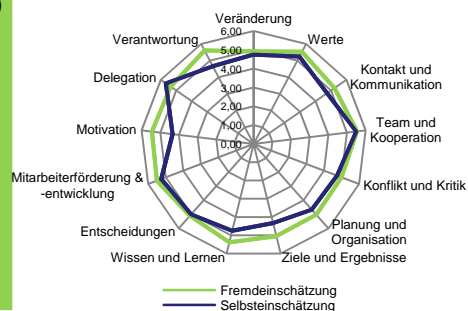 Veränderung
Werte
Kontakt und
Kommunikation
Team und
Kooperation
Konflikt und Kritik
Planung und
Organisation
Ziele und Ergebnisse
Wissen und Lernen
Entscheidungen
Mitarbeiterförderung &
-entwicklung
Motivation
Delegation
Verantwortung
6,00
5,00
4,00
3,00
2,00
1,00
0,00
Fremdeinschätzung
Selbsteinschätzung